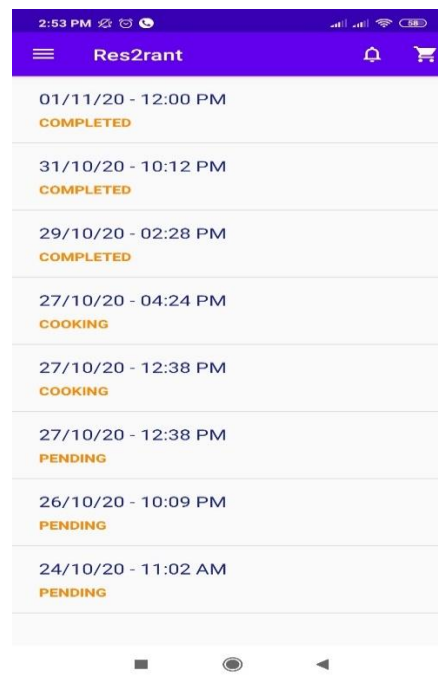 2:53 PM
58
Res2rant
01/11/20 - 12:00 PM
COMPLETED
31/10/20 - 10:12 PM
COMPLETED
29/10/20 - 02:28 PM
COMPLETED
27/10/20 - 04:24 PM
COOKING
27/10/20 - 12:38 PM
COOKING
27/10/20 - 12:38 PM
PENDING
26/10/20 - 10:09 PM
PENDING
24/10/20 - 11:02 AM
PENDING